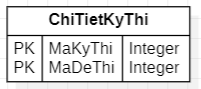 ChiTietKyThi
PK MaKyThi Integer
PK MaDeThi Integer